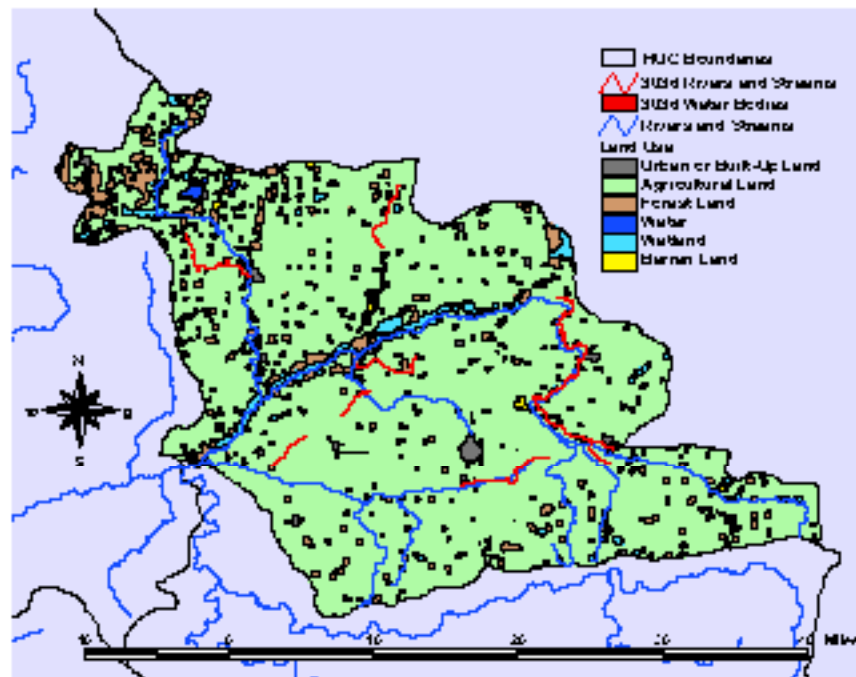 HUC Boundaries
303d Rivers and Streams
303d Water Bodies
Rivers and Streams
Land Use
Urban or Built-Up Land
Agricultural Land
Forest Land
Water
Wetland
Barren Land
N
S
10 0 10 20 30 40 Miles